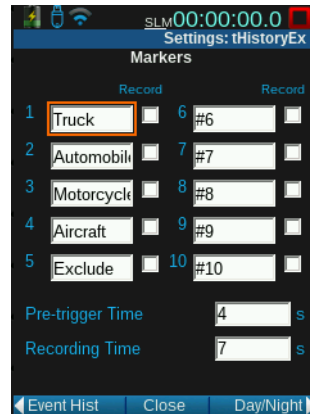 SLM00:00:00.0
Settings: tHistoryEx
Markers
Record Record
1 Truck 6 #6
2 Automobil 7 #7
3 Motorcycle 8 #8
4 Aircraft 9 #9
5 Exclude 10 #10
Pre-trigger Time 4 s
Recording Time 7 s
Event Hist Close Day/Night